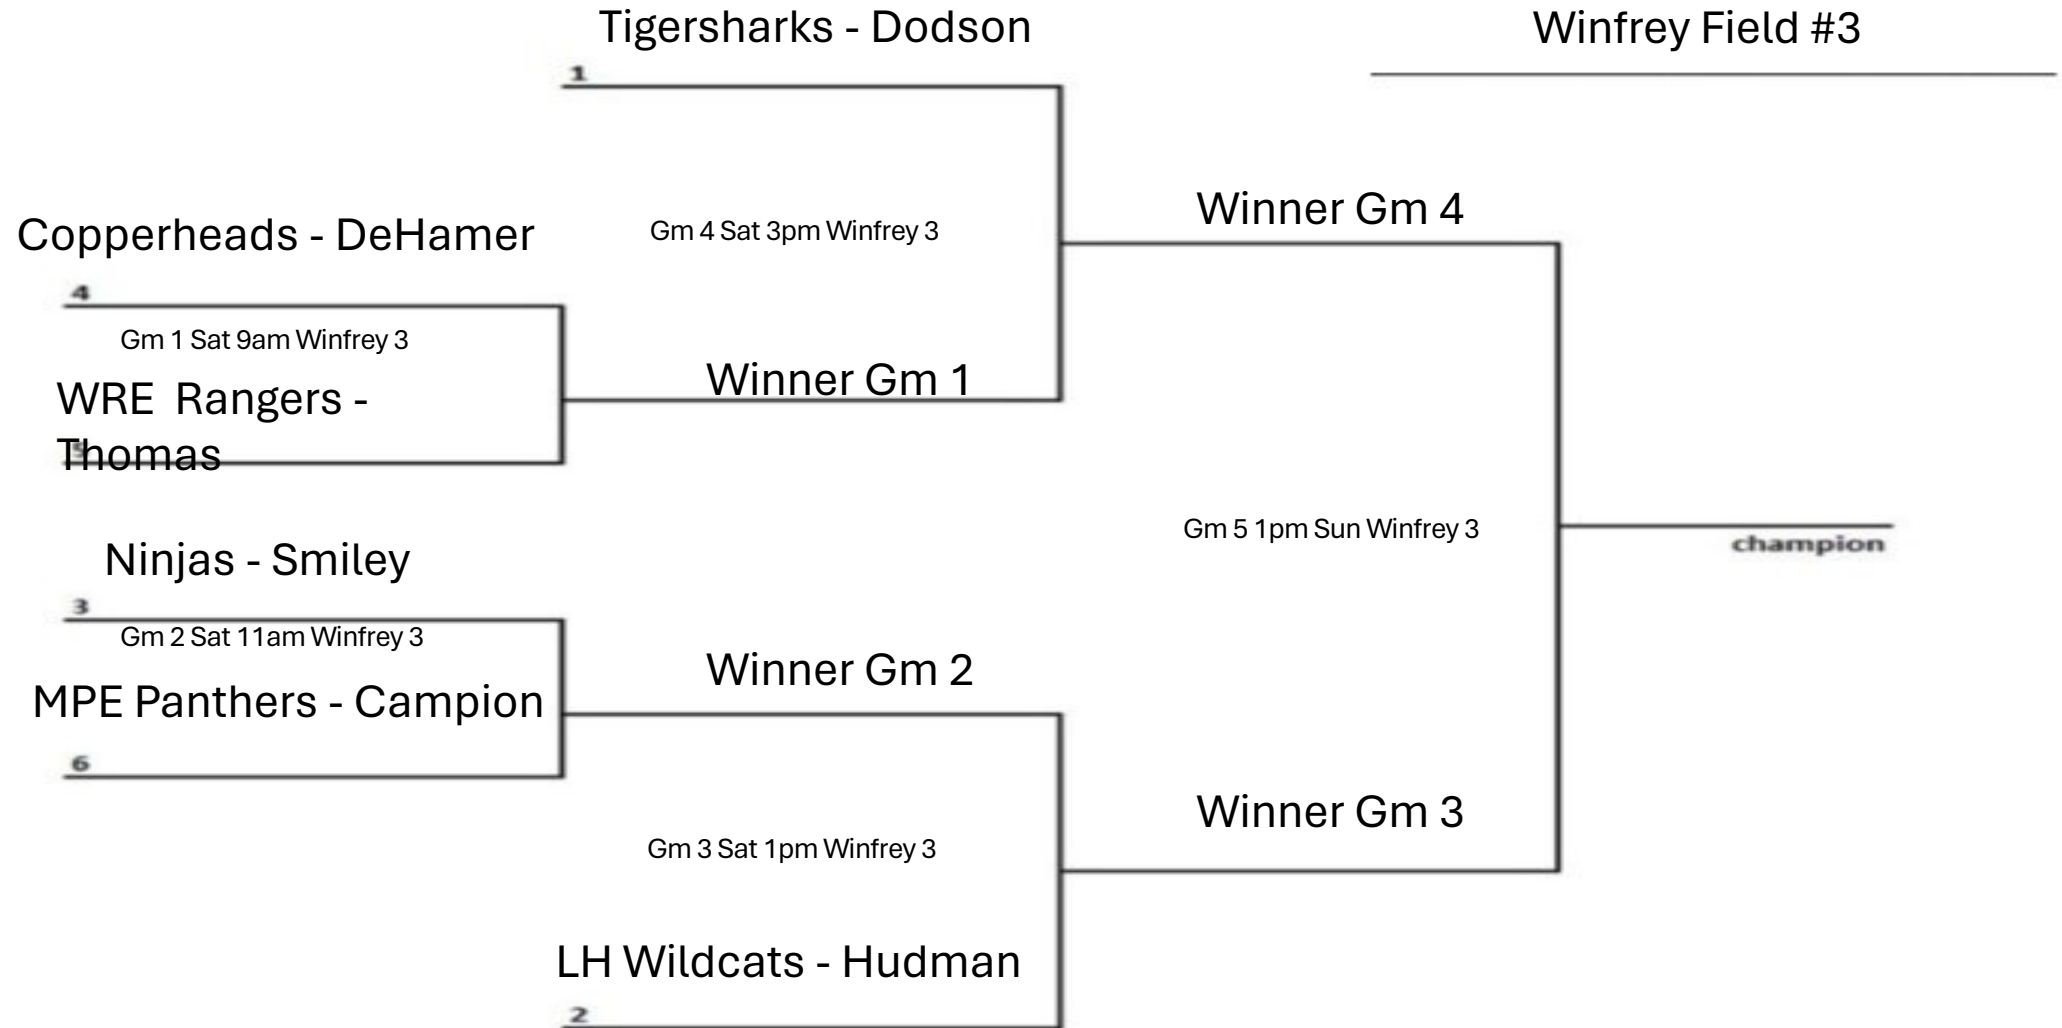 Tigersharks - Dodson
Winfrey Field #3
1
Winner Gm 4
Copperheads - DeHamer
Gm 4 Sat 3pm Winfrey 3
4
Gm 1 Sat 9am Winfrey 3
Winner Gm 1
WRE  Rangers -
Thomas
5
Gm 5 1pm Sun Winfrey 3
champion
Ninjas - Smiley
3
Gm 2 Sat 11am Winfrey 3
Winner Gm 2
MPE Panthers - Campion
6
Winner Gm 3
Gm 3 Sat 1pm Winfrey 3
LH Wildcats - Hudman
2